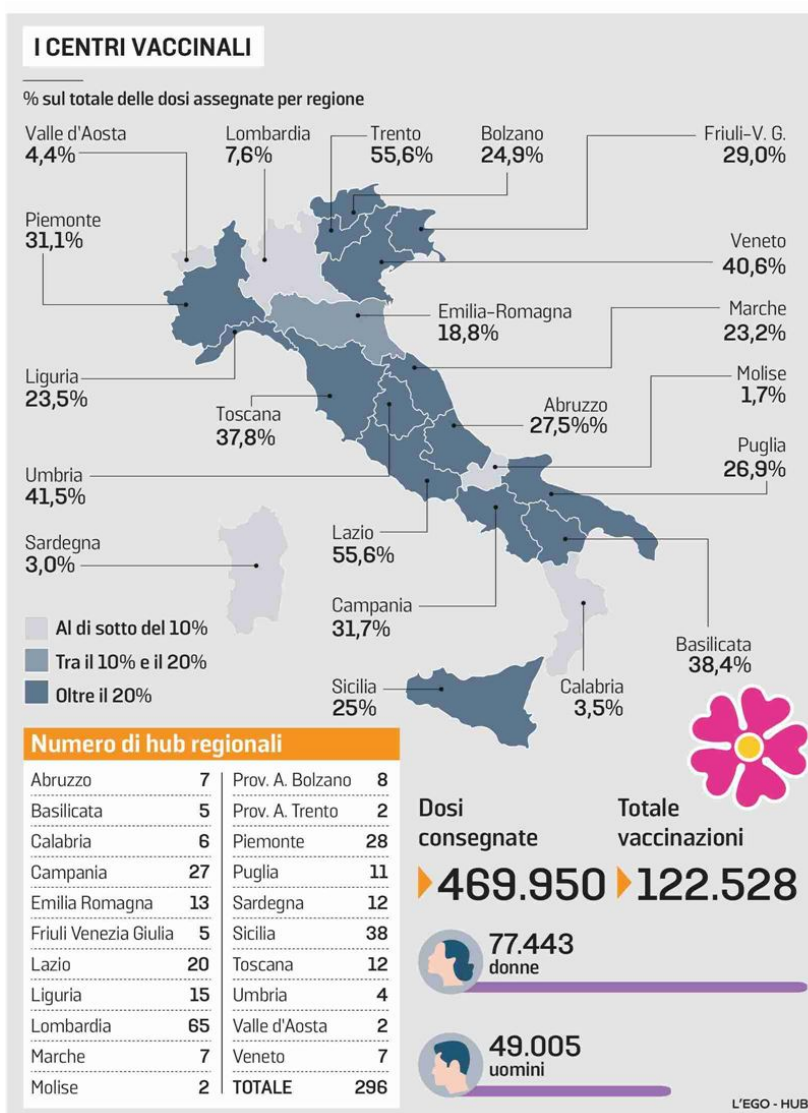 I CENTRI VACCINALI
% sul totale delle dosi assegnate per regione
Valle d'Aosta
4,4%
Lombardia
7,6%
Trento
55,6%
Bolzano
24,9%
Friuli-V. G.
29,0%
Piemonte
31,1%
Veneto
40,6%
Emilia-Romagna
18,8%
Marche
23,2%
Liguria
23,5%
Toscana
37,8%
Abruzzo
27,5%%
Molise
1,7%
Puglia
26,9%
Umbria
41,5%
Sardegna
3,0%
Lazio
55,6%
Campania
31,7%
Basilicata
38,4%
Sicilia
25%
Calabria
3,5%
Al di sotto del 10%
Tra il 10% e il 20%
Oltre il 20%
Numero di hub regionali
Abruzzo 7
Basilicata 5
Calabria 6
Campania 27
Emilia Romagna 13
Friuli Venezia Giulia 5
Lazio 20
Liguria 15
Lombardia 65
Marche 7
Molise 2
Prov. A. Bolzano 8
Prov. A. Trento 2
Piemonte 28
Puglia 11
Sardegna 12
Sicilia 38
Toscana 12
Umbria 4
Valle d'Aosta 2
Veneto 7
TOTALE 296
Dosi
consegnate
469.950
Totale
vaccinazioni
122.528
77.443
donne
49.005
uomini
L'EGO - HUB